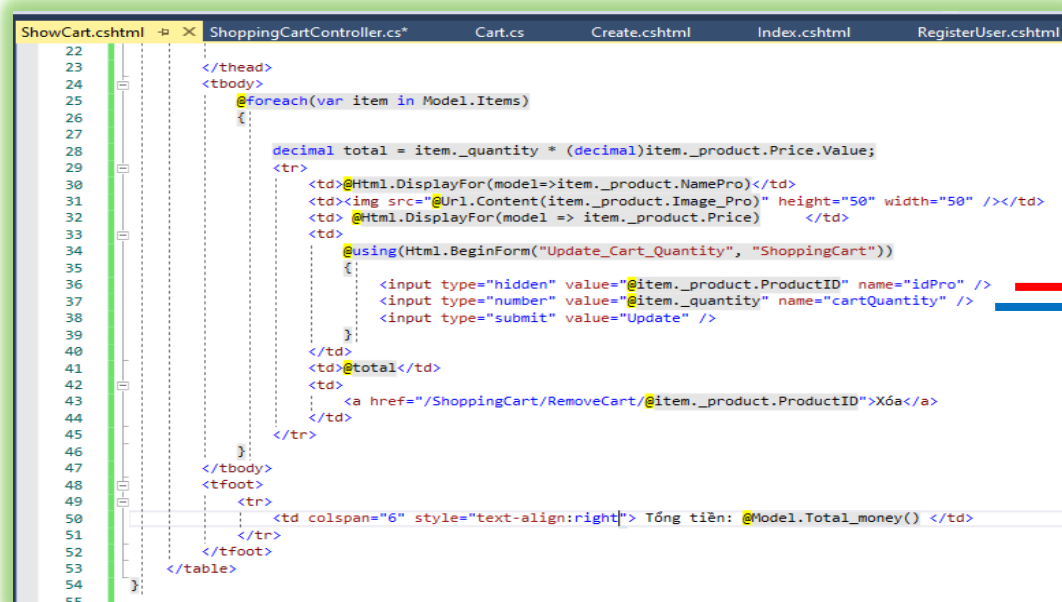 ShowCart.cshtml ShoppingCartController.cs* Cart.cs Create.cshtml Index.cshtml RegisterUser.cshtml
22
23 </thead>
24 <tbody>
25 @foreach(var item in Model.Items)
26 {
27
28 decimal total = item._quantity * (decimal)item._product.Price.Value;
29 <tr>
30 <td>@Html.DisplayFor(model=>item._product.NamePro)</td>
31 <td><img src="@Url.Content(item._product.Image_Pro)" height="50" width="50" /></td>
32 <td> @Html.DisplayFor(model => item._product.Price) </td>
33 <td>
34 @using(Html.BeginForm("Update_Cart_Quantity", "ShoppingCart"))
35 {
36 <input type="hidden" value="@item._product.ProductID" name="idPro" />
37 <input type="number" value="@item._quantity" name="cartQuantity" />
38 <input type="submit" value="Update" />
39 }
40 </td>
41 <td>@total</td>
42 <td>
43 <a href="/ShoppingCart/RemoveCart/@item._product.ProductID">Xóa</a>
44 </td>
45 </tr>
46 }
47 </tbody>
48 <tfoot>
49 <tr>
50 <td colspan="6" style="text-align:right"> Tổng tiền: @Model.Total_money() </td>
51 </tr>
52 </tfoot>
53 </table>
54 }
55